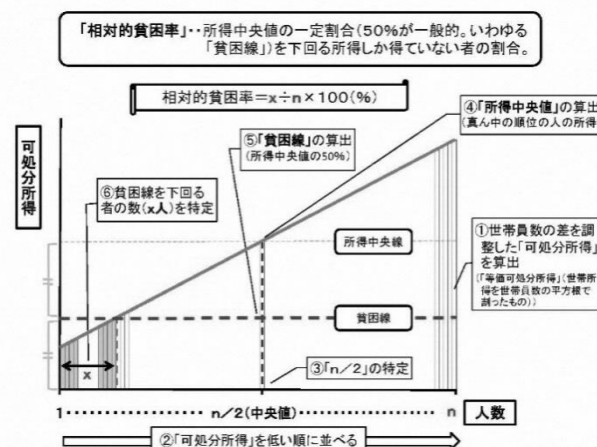 「相対的貧困率」‥所得中央値の一定割合(50%が一般的。いわゆる
「貧困線」)を下回る所得しか得ていない者の割合。
相対的貧困率=x÷n×100(%)
④「所得中央値」の算出
(真ん中の順位の人の所得)
⑤「貧困線」の算出
(所得中央値の50%)
可処分所得
⑥貧困線を下回る
者の数(x人)を特定
所得中央線
①世帯員数の差を調
整した「可処分所得」
を算出
(「等価可処分所得」(世帯所
得を世帯員数の平方根で
割ったもの))
貧困線
x
③「n/2」の特定
1 n/2(中央値) n 人数
②「可処分所得」を低い順に並べる